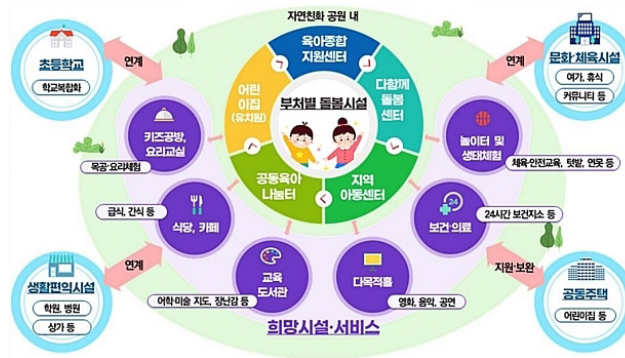 자연친화 공원 내
초등학교
학교복합화
연계
육아종합
지원센터
어린
이집
(유치원)
부처별 돌봄시설
다함께
돌봄
센터
공동육아
나눔터
지역
아동센터
연계
문화·체육시설
여가, 휴식
커뮤니티 등
키즈공방,
요리교실
목공·요리체험
놀이터 및
생태체험
체육·안전교육, 텃밭, 연못 등
식당, 카페
급식, 간식 등
24
보건·의료
24시간 보건지소 등
교육
도서관
어학·미술 지도, 장난감 등
다목적홀
영화, 음악, 공연
생활편의시설
학원, 병원
상가 등
연계
희망시설·서비스
지원·보완
공동주택
어린이집 등